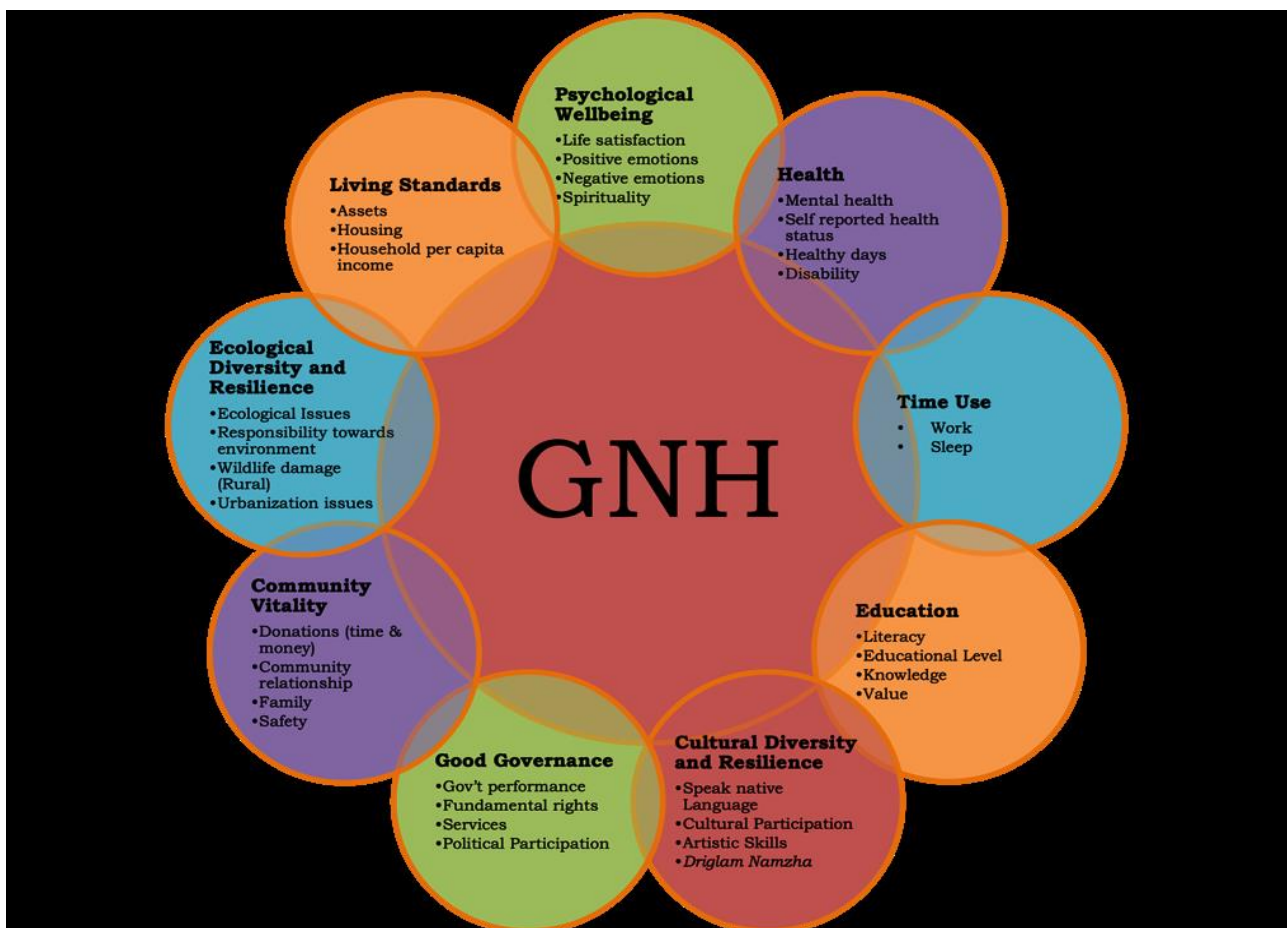 Psychological
Wellbeing
•Life satisfaction
•Positive emotions
•Negative emotions
•Spirituality
Health
•Mental health
•Self reported health
status
•Healthy days
•Disability
Time Use
• Work
• Sleep
Education
•Literacy
•Educational Level
•Knowledge
•Value
Cultural Diversity
and Resilience
•Speak native
Language
•Cultural Participation
•Artistic Skills
•Driglam Namzha
Good Governance
•Gov't performance
•Fundamental rights
•Services
•Political Participation
Community
Vitality
•Donations (time &
money)
•Community
relationship
•Family
•Safety
Ecological
Diversity and
Resilience
•Ecological Issues
•Responsibility towards
environment
•Wildlife damage
(Rural)
•Urbanization issues
Living Standards
•Assets
•Housing
•Household per capita
income
GNH